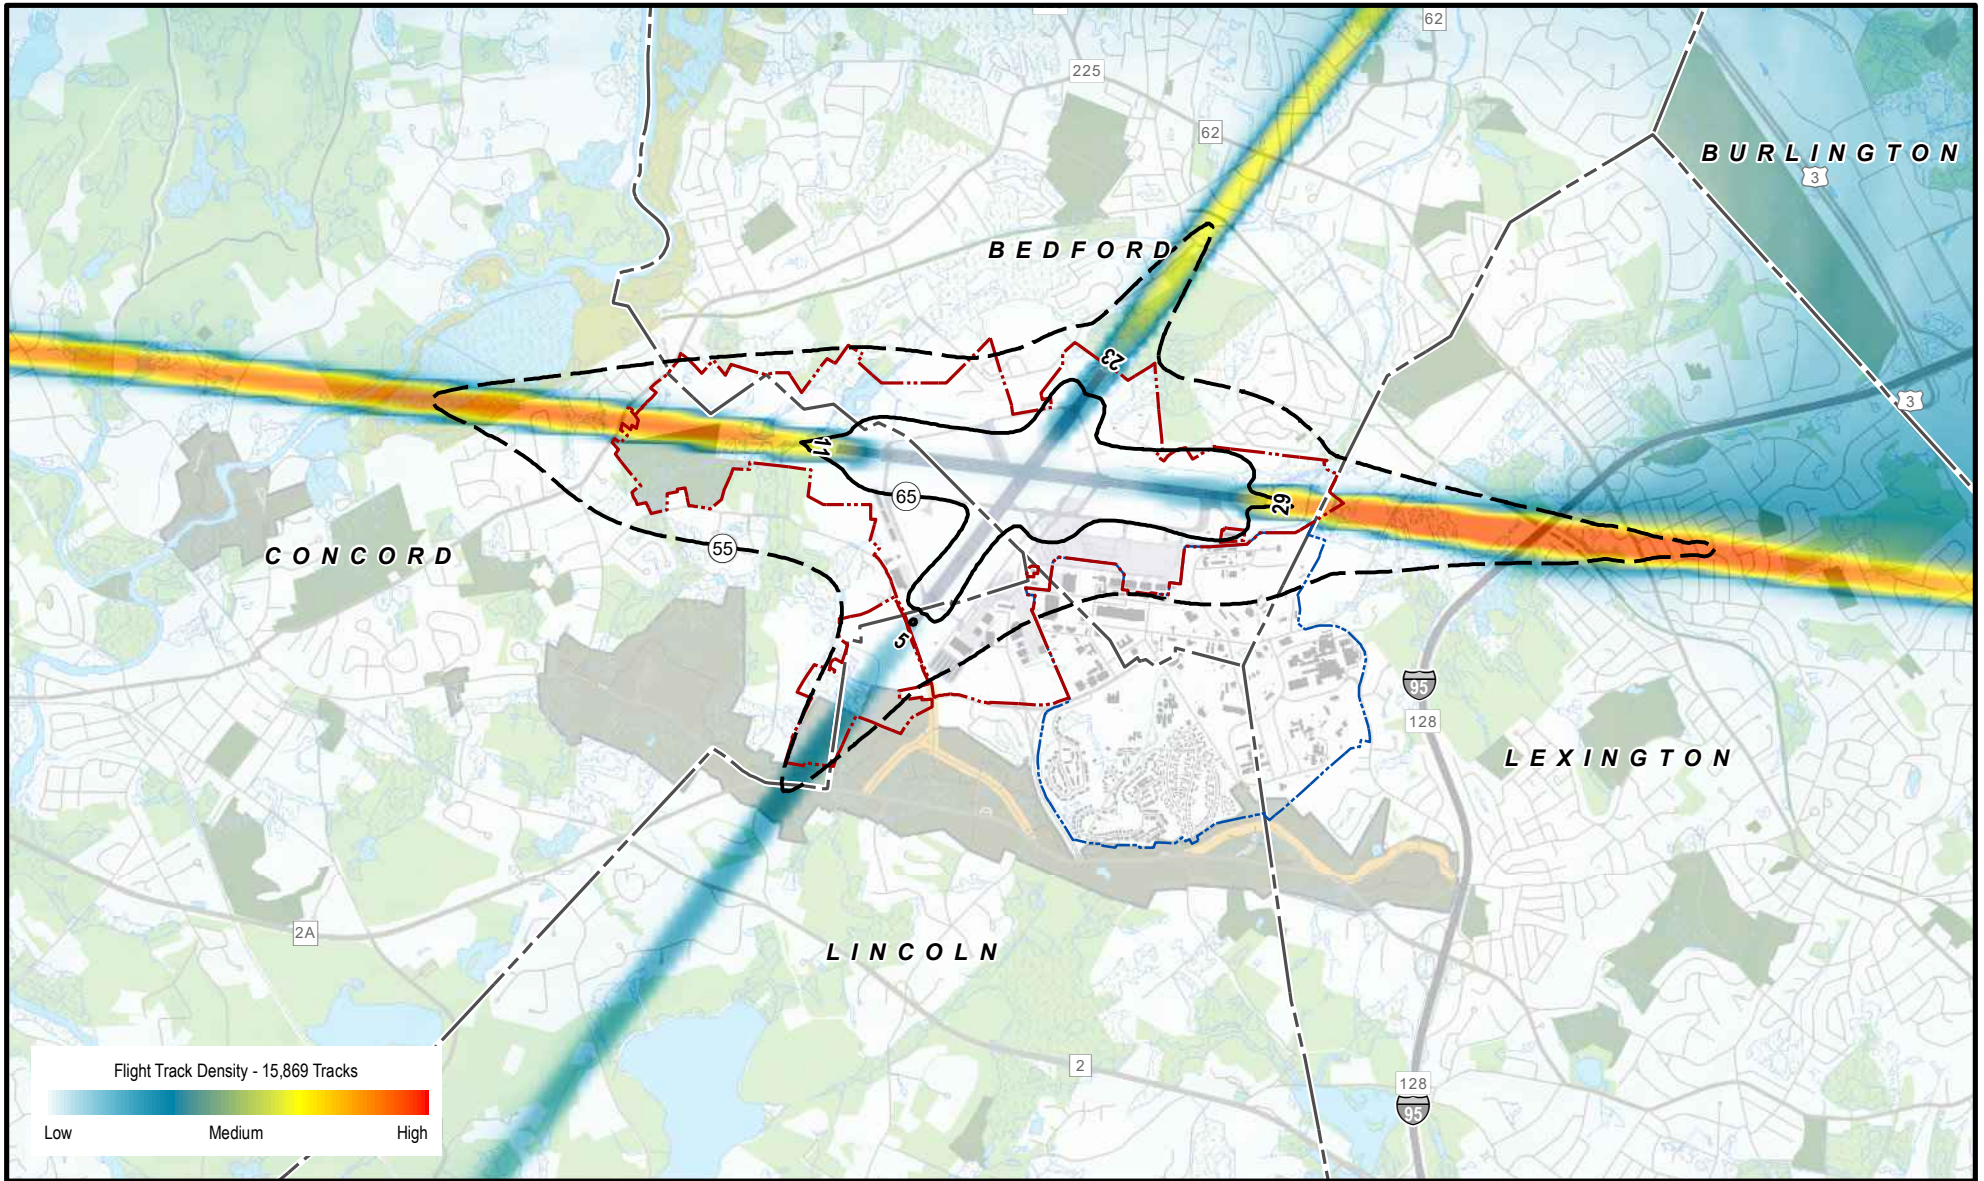 62
225
62
BURLINGTON
3
BEDFORD
23
3
11
65
29
55
CONCORD
5
95
128
LEXINGTON
2A
LINCOLN
2
128
95
Flight Track Density - 15,869 Tracks
Low Medium High